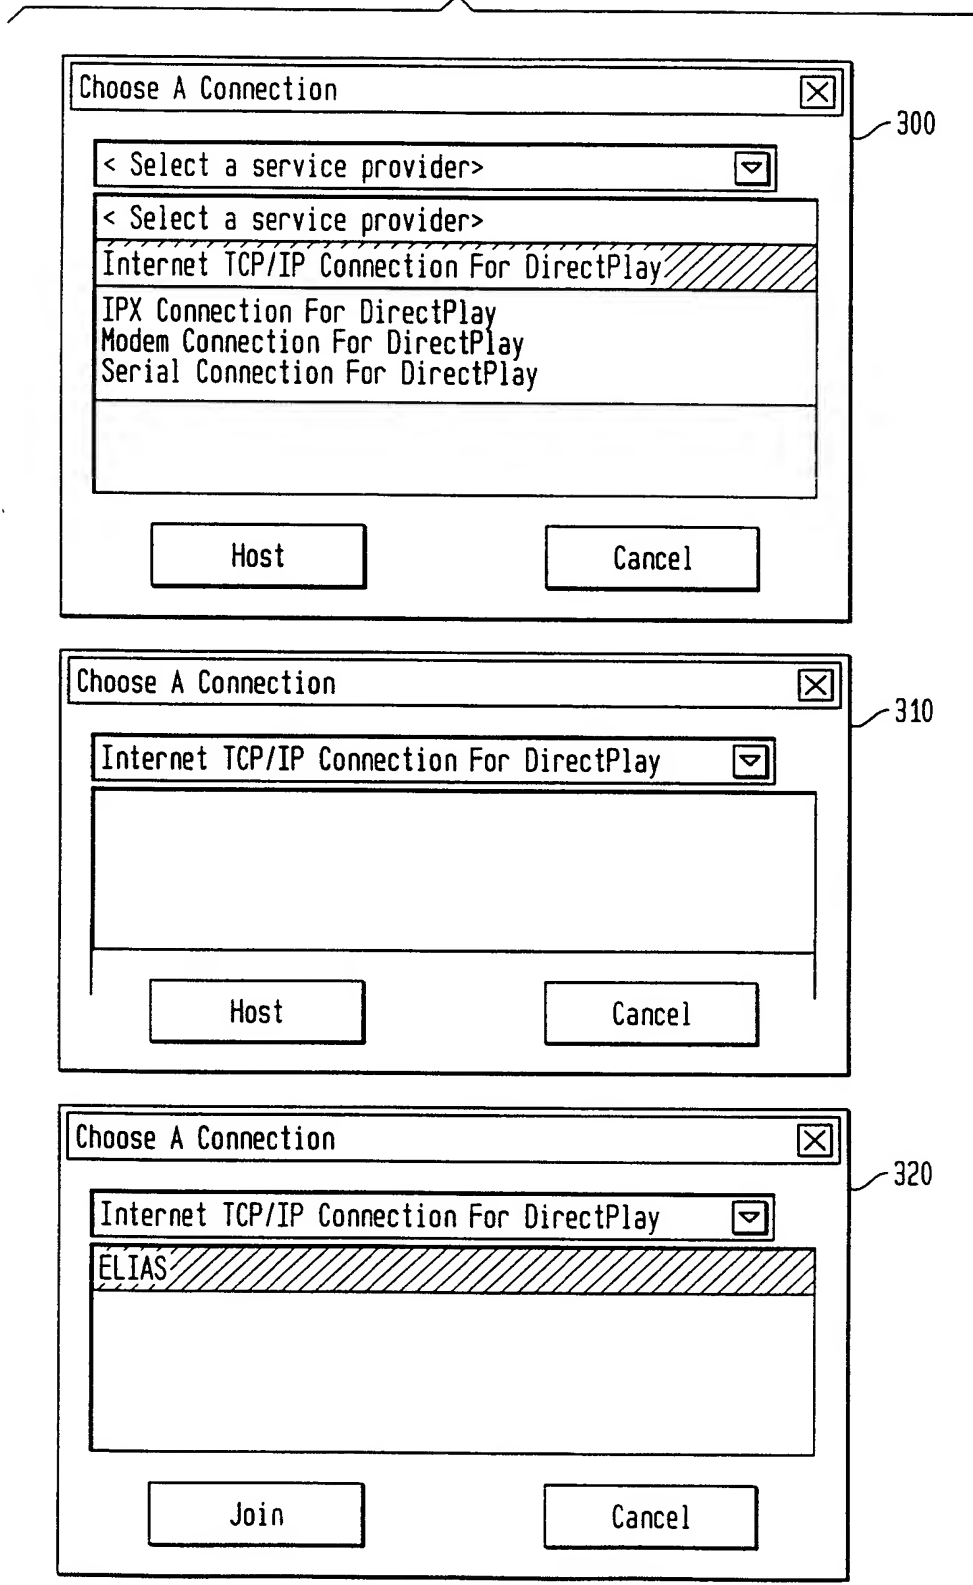 Choose A Connection
300
< Select a service provider>
< Select a service provider>
Internet TCP/IP Connection For DirectPlay
IPX Connection For DirectPlay
Modem Connection For DirectPlay
Serial Connection For DirectPlay
Host
Cancel
Choose A Connection
310
Internet TCP/IP Connection For DirectPlay
Host
Cancel
Choose A Connection
320
Internet TCP/IP Connection For DirectPlay
ELIAS
Join
Cancel